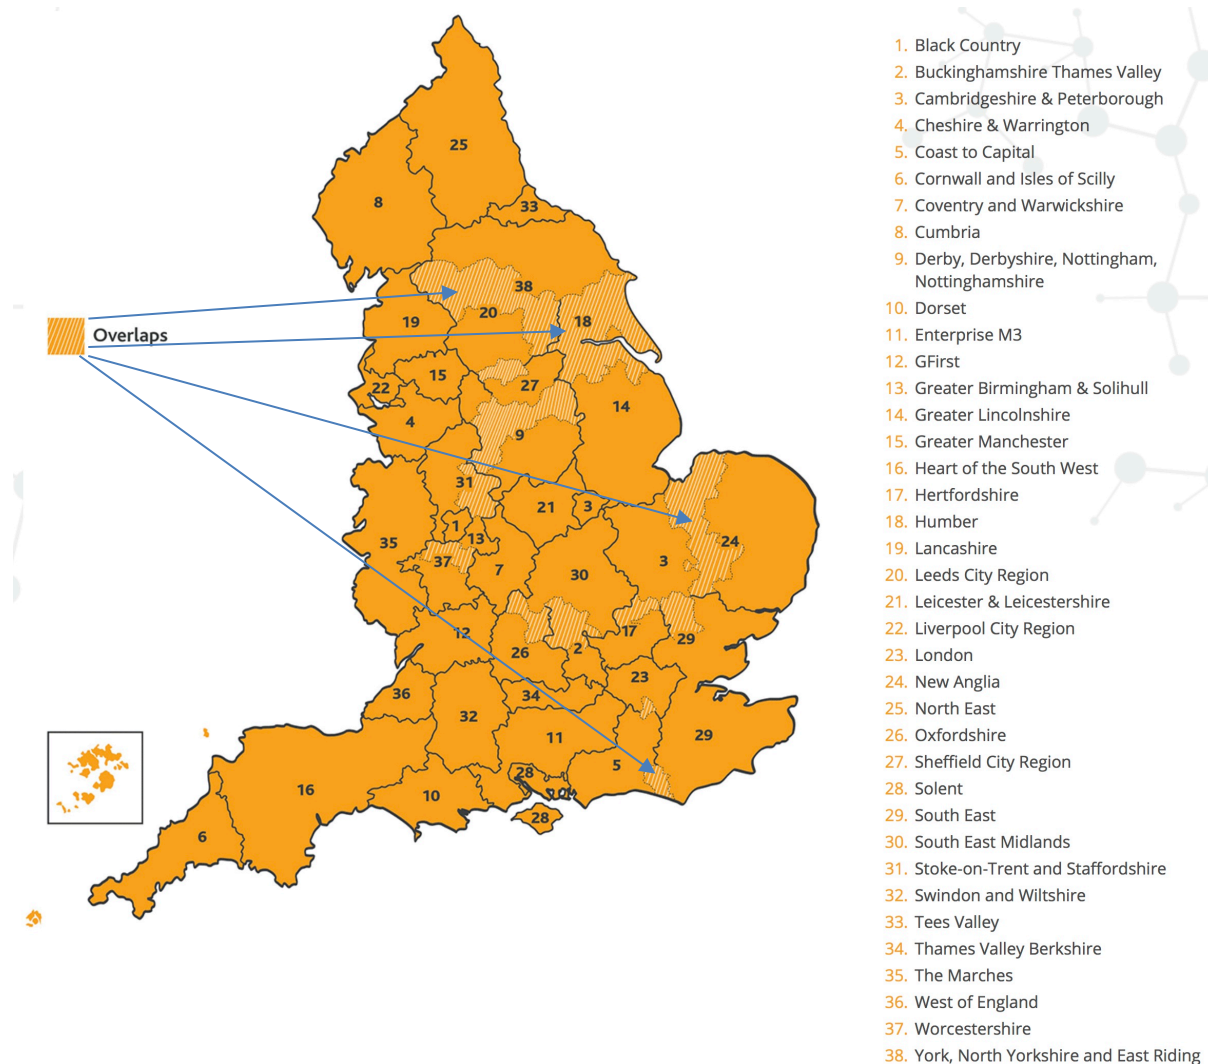 25
8
33
38
20
18
19
Overlaps
15
22
27
14
4
9
31
21
3
1
13
35
24
37
7
30
3
12
17
29
26
2
23
36
34
32
11
29
5
28
16
10
28
6
1. Black Country
2. Buckinghamshire Thames Valley
3. Cambridgeshire & Peterborough
4. Cheshire & Warrington
5. Coast to Capital
6. Cornwall and Isles of Scilly
7. Coventry and Warwickshire
8. Cumbria
9. Derby, Derbyshire, Nottingham,
Nottinghamshire
10. Dorset
11. Enterprise M3
12. GFirst
13. Greater Birmingham & Solihull
14. Greater Lincolnshire
15. Greater Manchester
16. Heart of the South West
17. Hertfordshire
18. Humber
19. Lancashire
20. Leeds City Region
21. Leicester & Leicestershire
22. Liverpool City Region
23. London
24. New Anglia
25. North East
26. Oxfordshire
27. Sheffield City Region
28. Solent
29. South East
30. South East Midlands
31. Stoke-on-Trent and Staffordshire
32. Swindon and Wiltshire
33. Tees Valley
34. Thames Valley Berkshire
35. The Marches
36. West of England
37. Worcestershire
38. York, North Yorkshire and East Riding